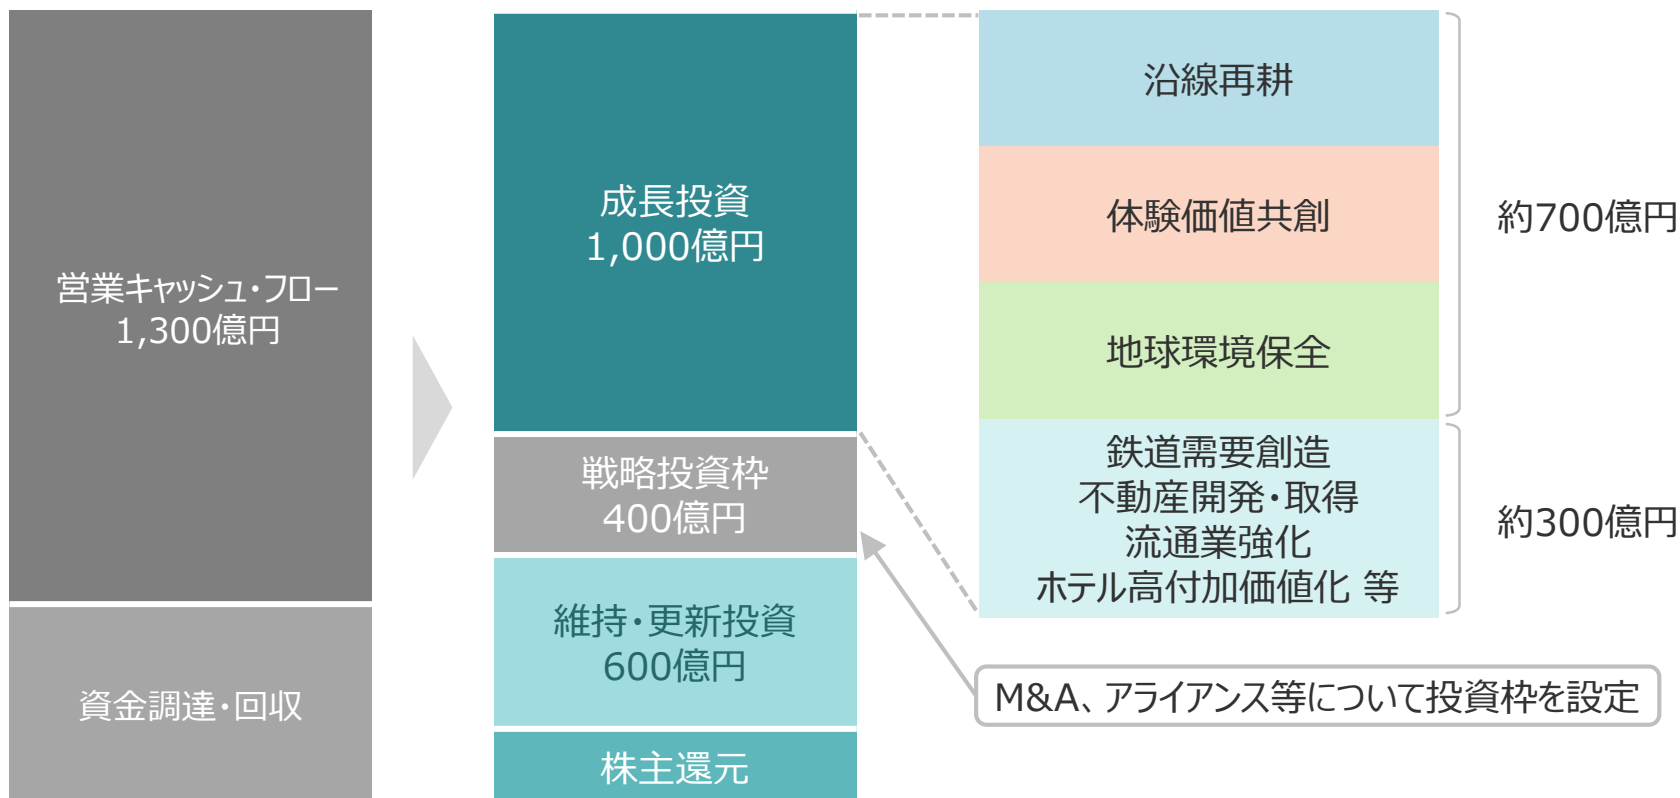 営業キャッシュ・フロー
1,300億円
資金調達・回収
成長投資
1,000億円
戦略投資枠
400億円
維持・更新投資
600億円
株主還元
沿線再耕
体験価値共創
地球環境保全
約700億円
鉄道需要創造
不動産開発・取得
流通業強化
ホテル高付加価値化 等
約300億円
M&A、アライアンス等について投資枠を設定